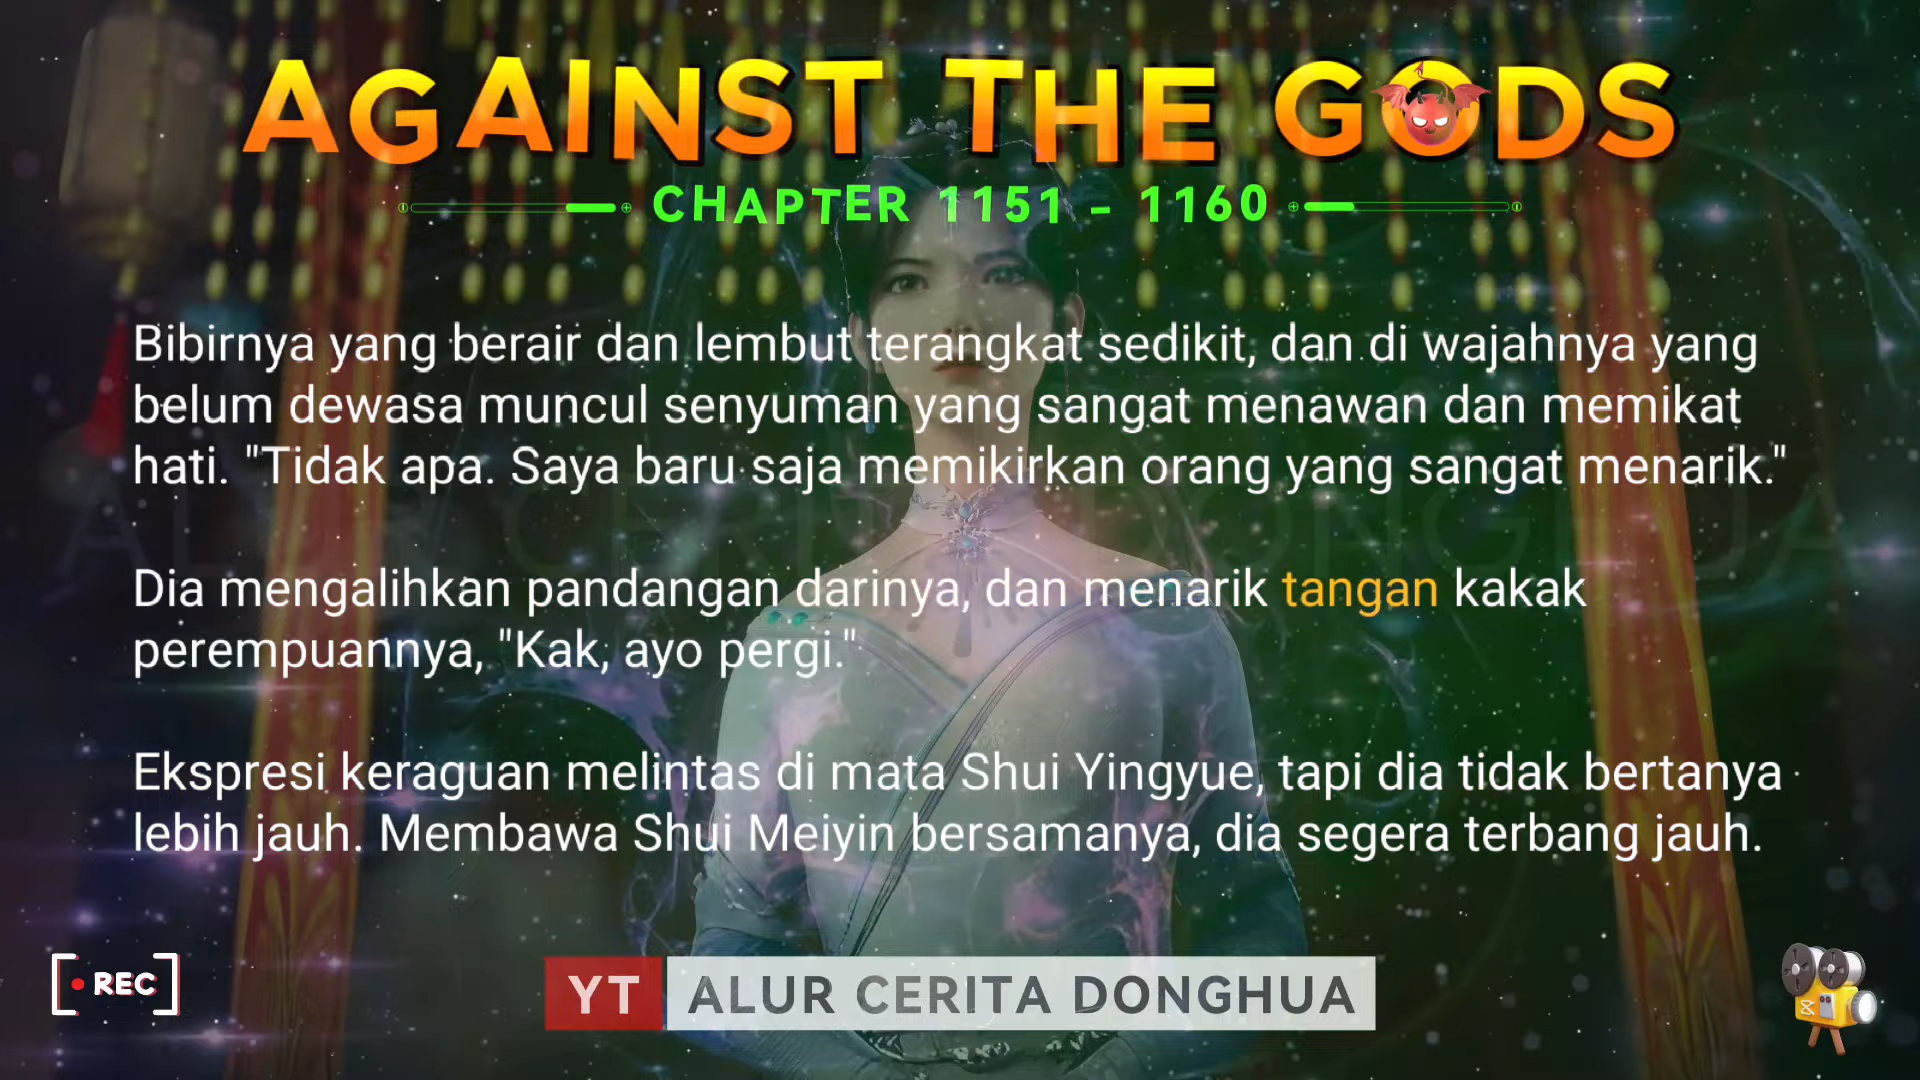 AGAINST THE GODS
CHAPTER 1151 - 1160
Bibirnya yang berair dan lembut terangkat sedikit, dan di wajahnya yang
belum dewasa muncul senyuman yang sangat menawan dan memikat
hati. "Tidak apa. Saya baru saja memikirkan orang yang sangat menarik."
Dia mengalihkan pandangan darinya, dan menarik tangan kakak
perempuannya, "Kak, ayo pergi."
Ekspresi keraguan melintas di mata Shui Yingyue, tapi dia tidak bertanya
lebih jauh. Membawa Shui Meiyin bersamanya, dia segera terbang jauh.
REC
YT ALUR CERITA DONGHUA
ALUR CERITA DONGHUA